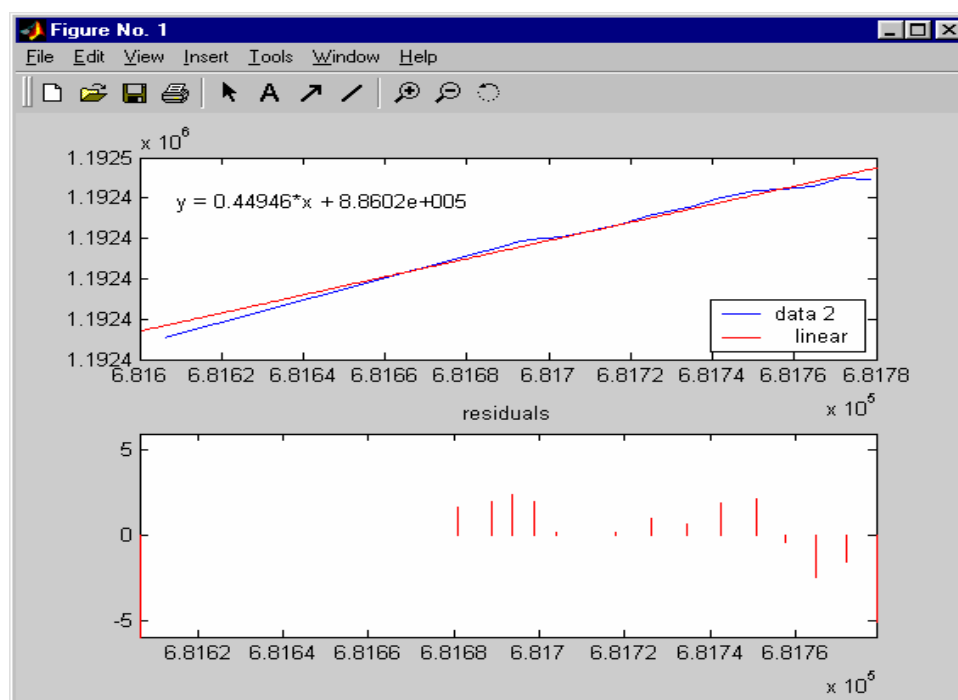 Figure No. 1
File Edit View Insert Tools Window Help
A
x 10^6
1.1925
1.1924
1.1924
1.1924
1.1924
1.1924
y = 0.44946*x + 8.8602e+005
data 2
linear
6.816 6.8162 6.8164 6.8166 6.8168 6.817 6.8172 6.8174 6.8176 6.8178
x 10^5
residuals
5
0
-5
6.8162 6.8164 6.8166 6.8168 6.817 6.8172 6.8174 6.8176
x 10^5